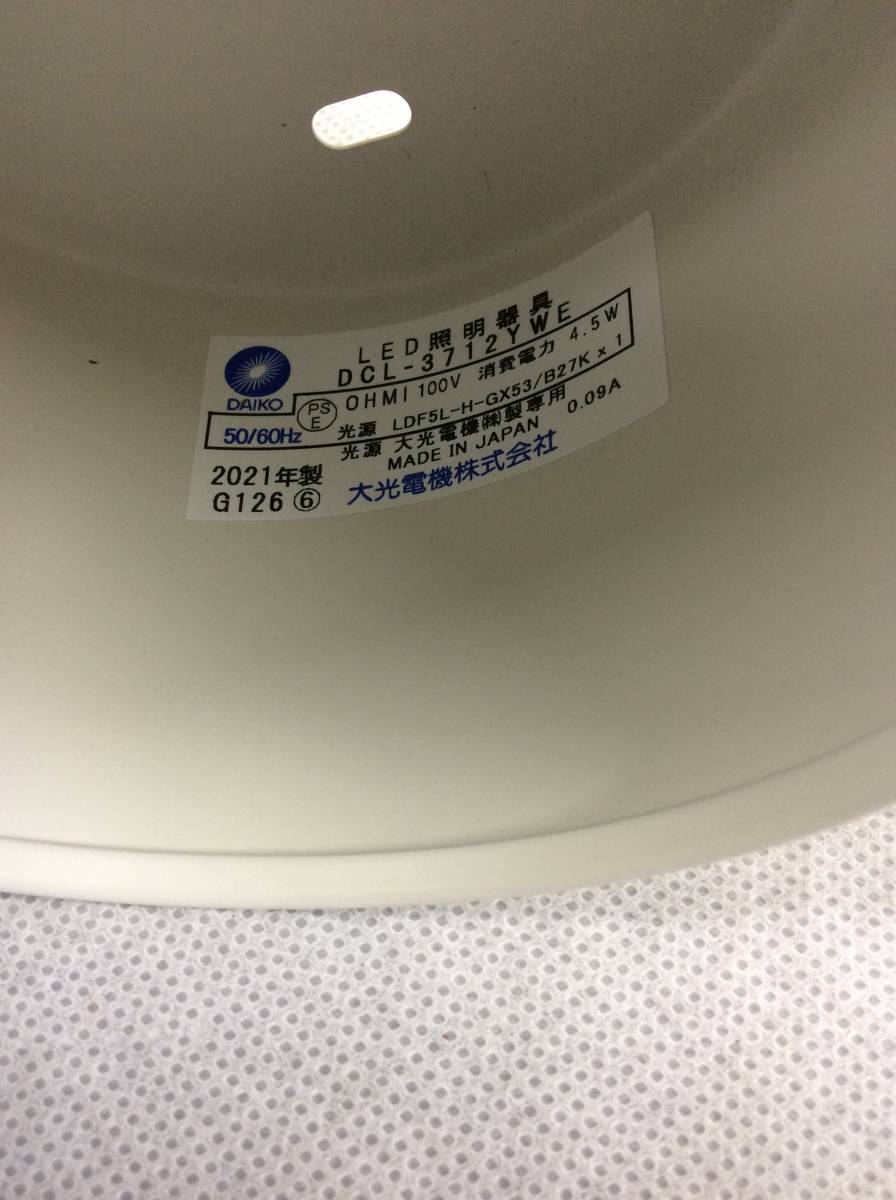 LED照明器具
DCL-3712YWE
DAIKO
PS
E
OHMI 100V 消費電力 4.5W
50/60Hz
光源 LDF5L-H-GX53/B27K x 1
光源 大光電機㈱製専用 0.09A
MADE IN JAPAN
2021年製
G126 ⑥
大光電機株式会社